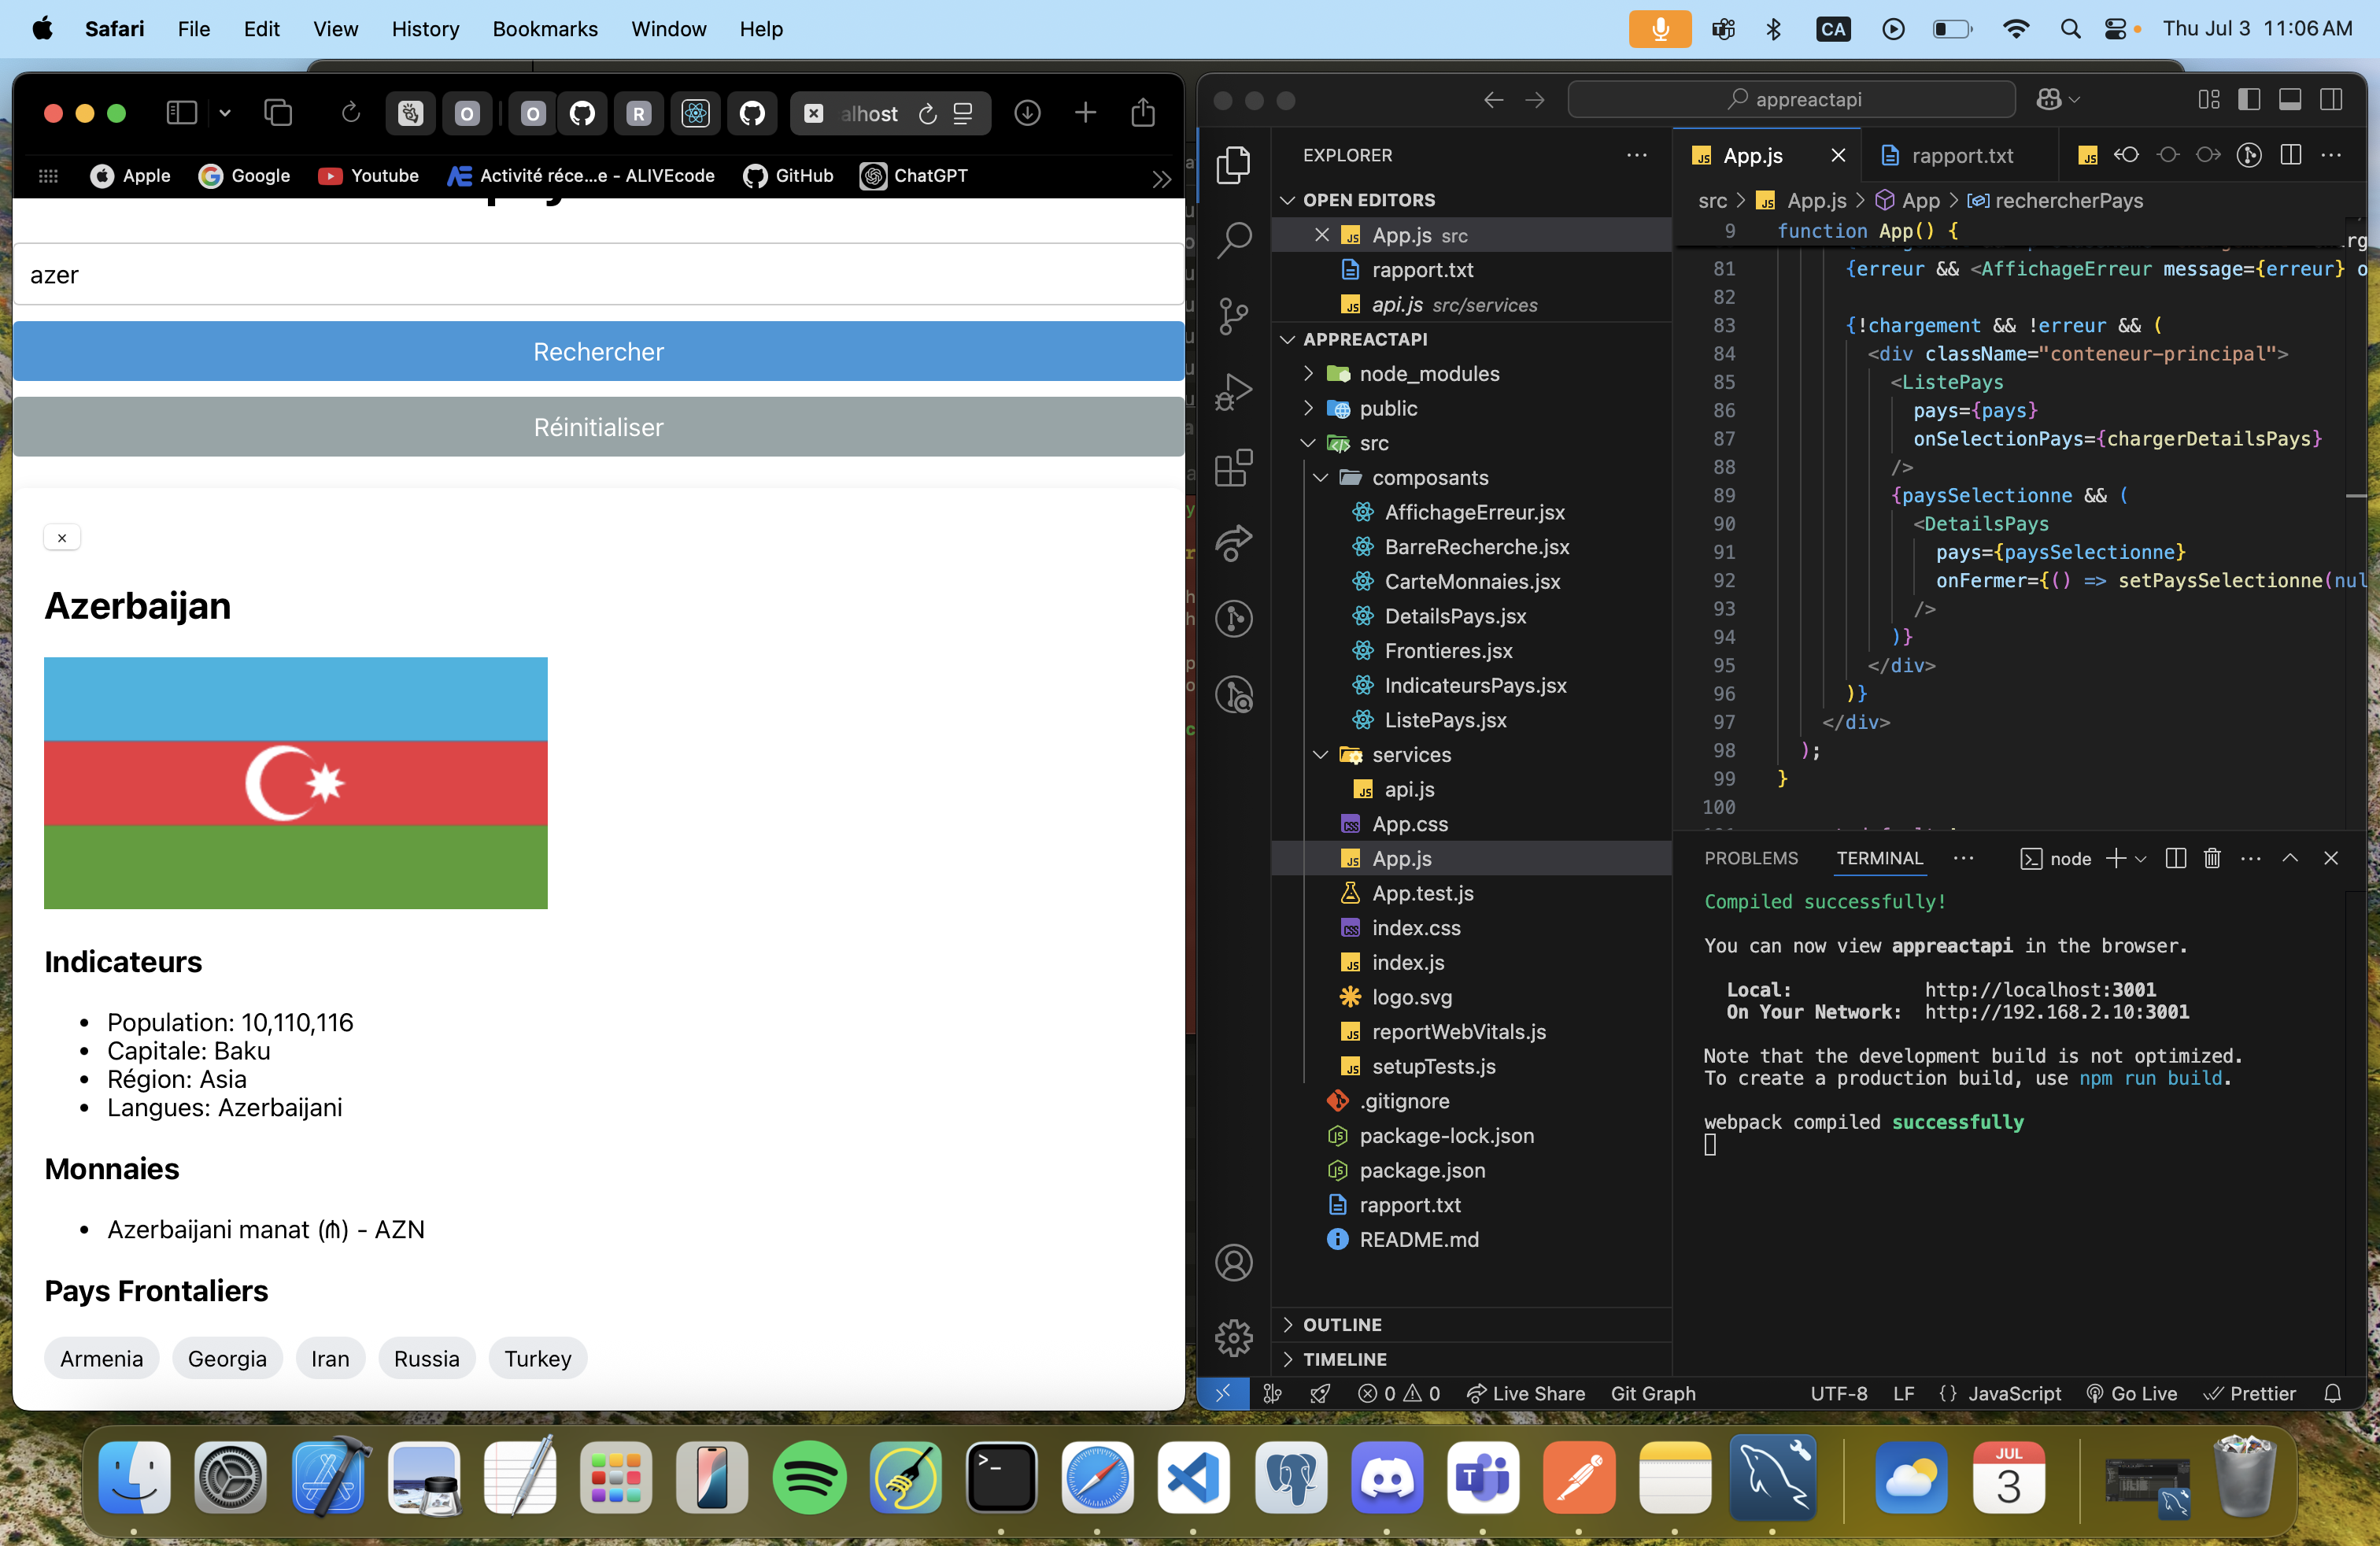 Safari File Edit View History Bookmarks Window Help CA Thu Jul 3 11:06 AM
alhost
Apple Google Youtube Activité réce...e - ALIVEcode GitHub ChatGPT
azer
Rechercher
Réinitialiser
×
Azerbaijan
Indicateurs
• Population: 10,110,116
• Capitale: Baku
• Région: Asia
• Langues: Azerbaijani
Monnaies
• Azerbaijani manat (₼) - AZN
Pays Frontaliers
Armenia Georgia Iran Russia Turkey
appreactapi
EXPLORER
OPEN EDITORS
App.js src
rapport.txt
api.js src/services
APPREACTAPI
node_modules
public
src
composants
AffichageErreur.jsx
BarreRecherche.jsx
CarteMonnaies.jsx
DetailsPays.jsx
Frontieres.jsx
IndicateursPays.jsx
ListePays.jsx
services
api.js
App.css
App.js
App.test.js
index.css
index.js
logo.svg
reportWebVitals.js
setupTests.js
.gitignore
package-lock.json
package.json
rapport.txt
README.md
OUTLINE
TIMELINE
App.js rapport.txt
src > App.js > App > rechercherPays
9 function App() {
81 {erreur && <AffichageErreur message={erreur} o
82
83 {!chargement && !erreur && (
84 <div className="conteneur-principal">
85 <ListePays
86 pays={pays}
87 onSelectionPays={chargerDetailsPays}
88 />
89 {paysSelectionne && (
90 <DetailsPays
91 pays={paysSelectionne}
92 onFermer={() => setPaysSelectionne(nul
93 />
94 )}
95 </div>
96 )}
97 </div>
98 );
99 }
100
PROBLEMS TERMINAL node
Compiled successfully!
You can now view appreactapi in the browser.
Local: http://localhost:3001
On Your Network: http://192.168.2.10:3001
Note that the development build is not optimized.
To create a production build, use npm run build.
webpack compiled successfully
0 0 Live Share Git Graph UTF-8 LF {} JavaScript Go Live Prettier
JUL
3